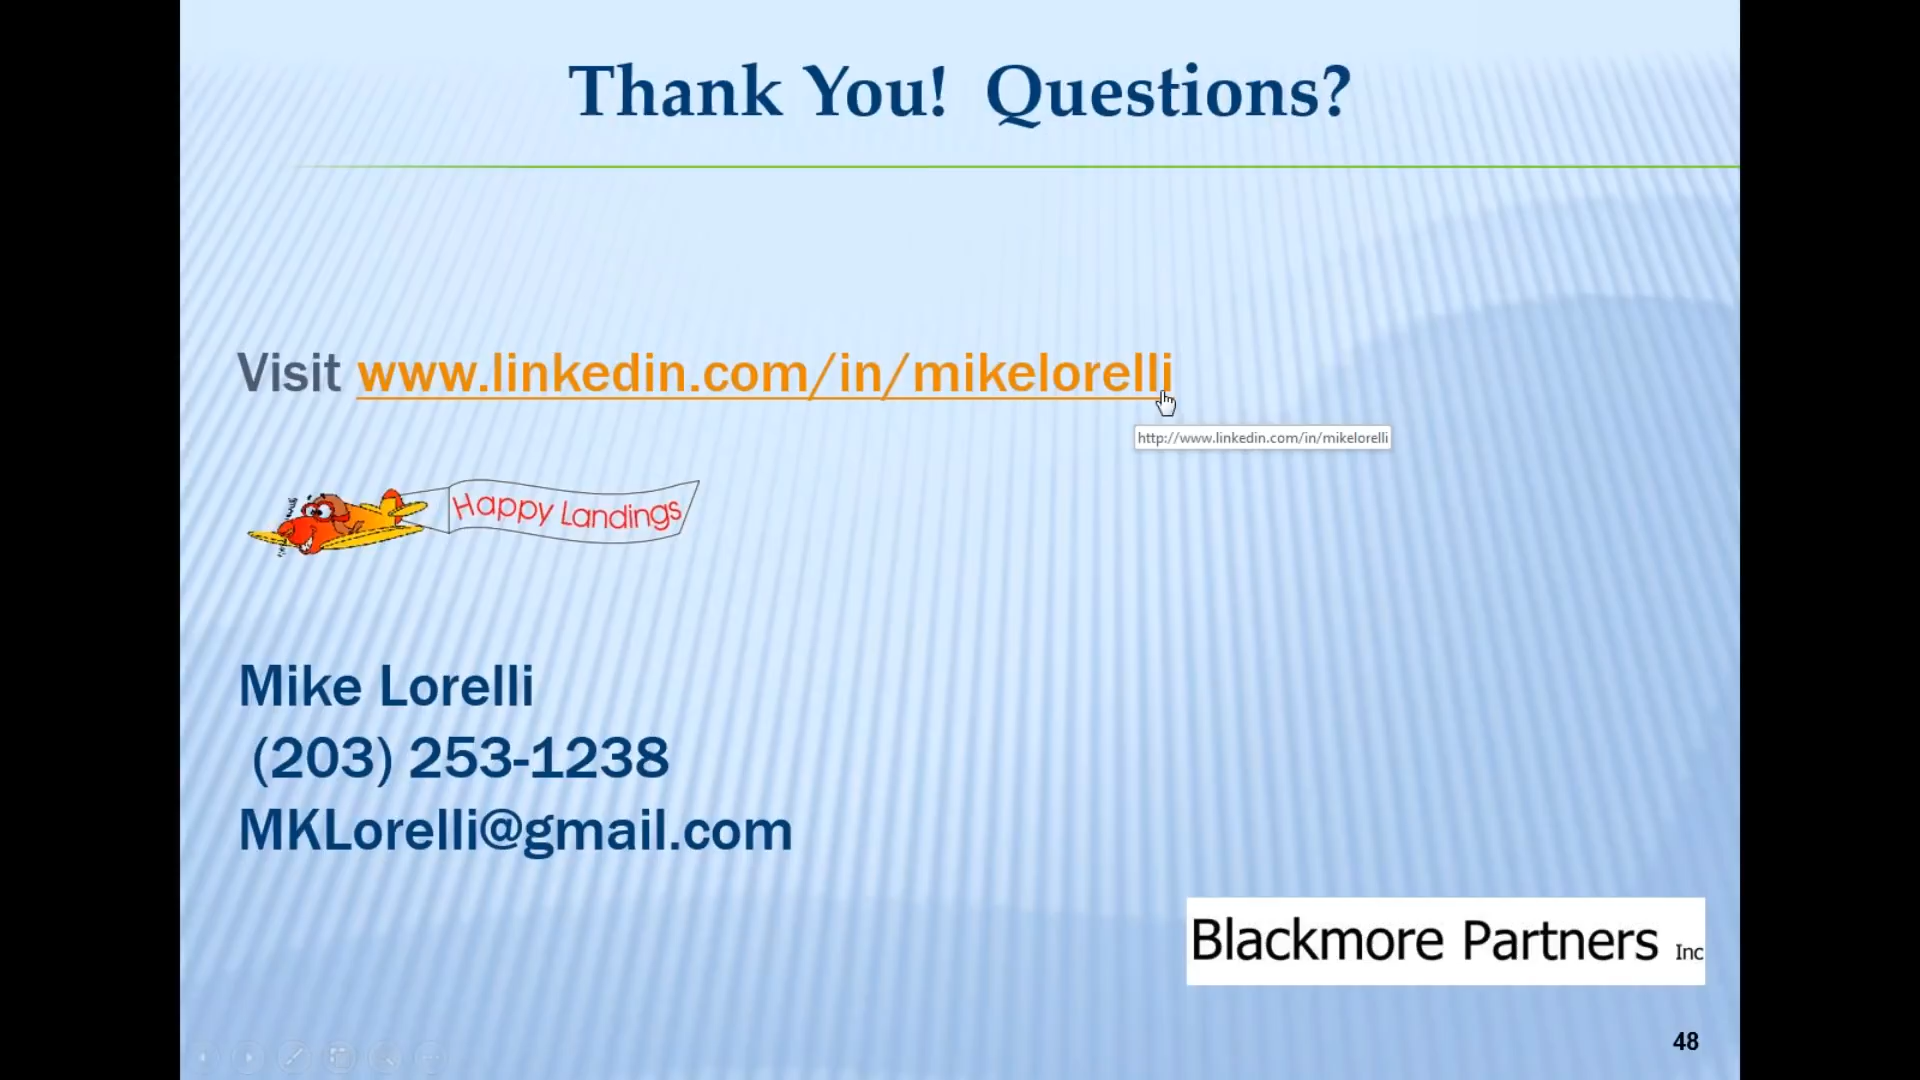 Thank You! Questions?
Visit www.linkedin.com/in/mikelorelli
http://www.linkedin.com/in/mikelorelli
Happy Landings
Mike Lorelli
(203) 253-1238
MKLorelli@gmail.com
Blackmore Partners Inc
48